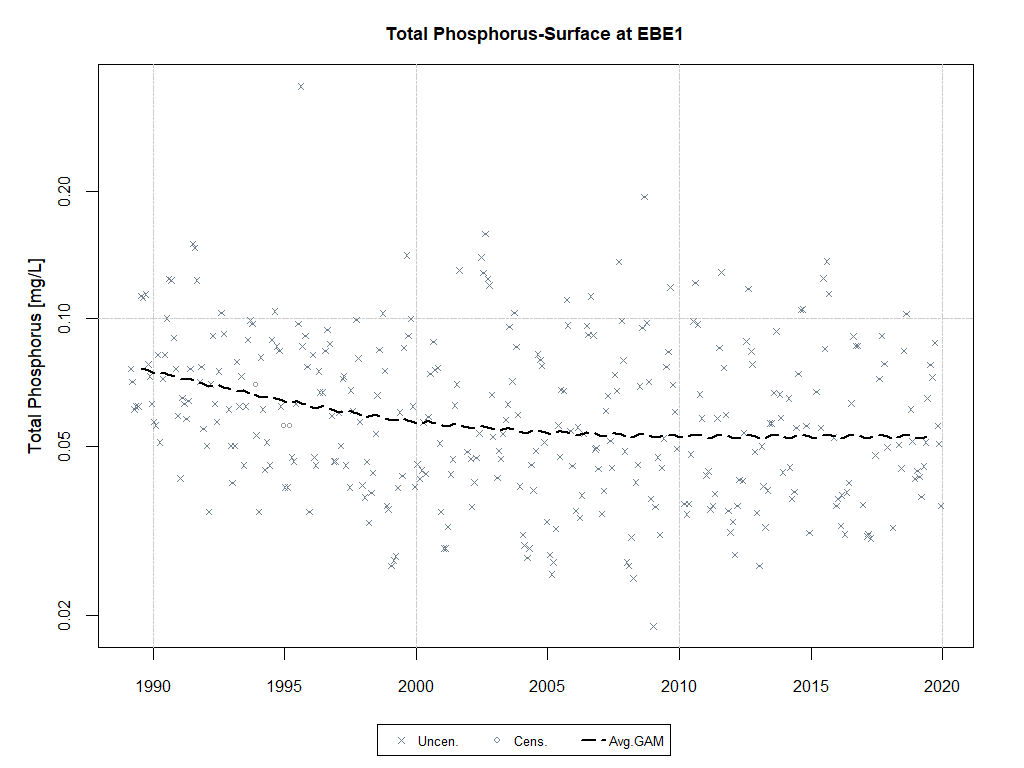 Total Phosphorus-Surface at EBE1
Total Phosphorus [mg/L]
0.20
0.10
0.05
0.02
1990 1995 2000 2005 2010 2015 2020
Uncen. Cens. Avg.GAM